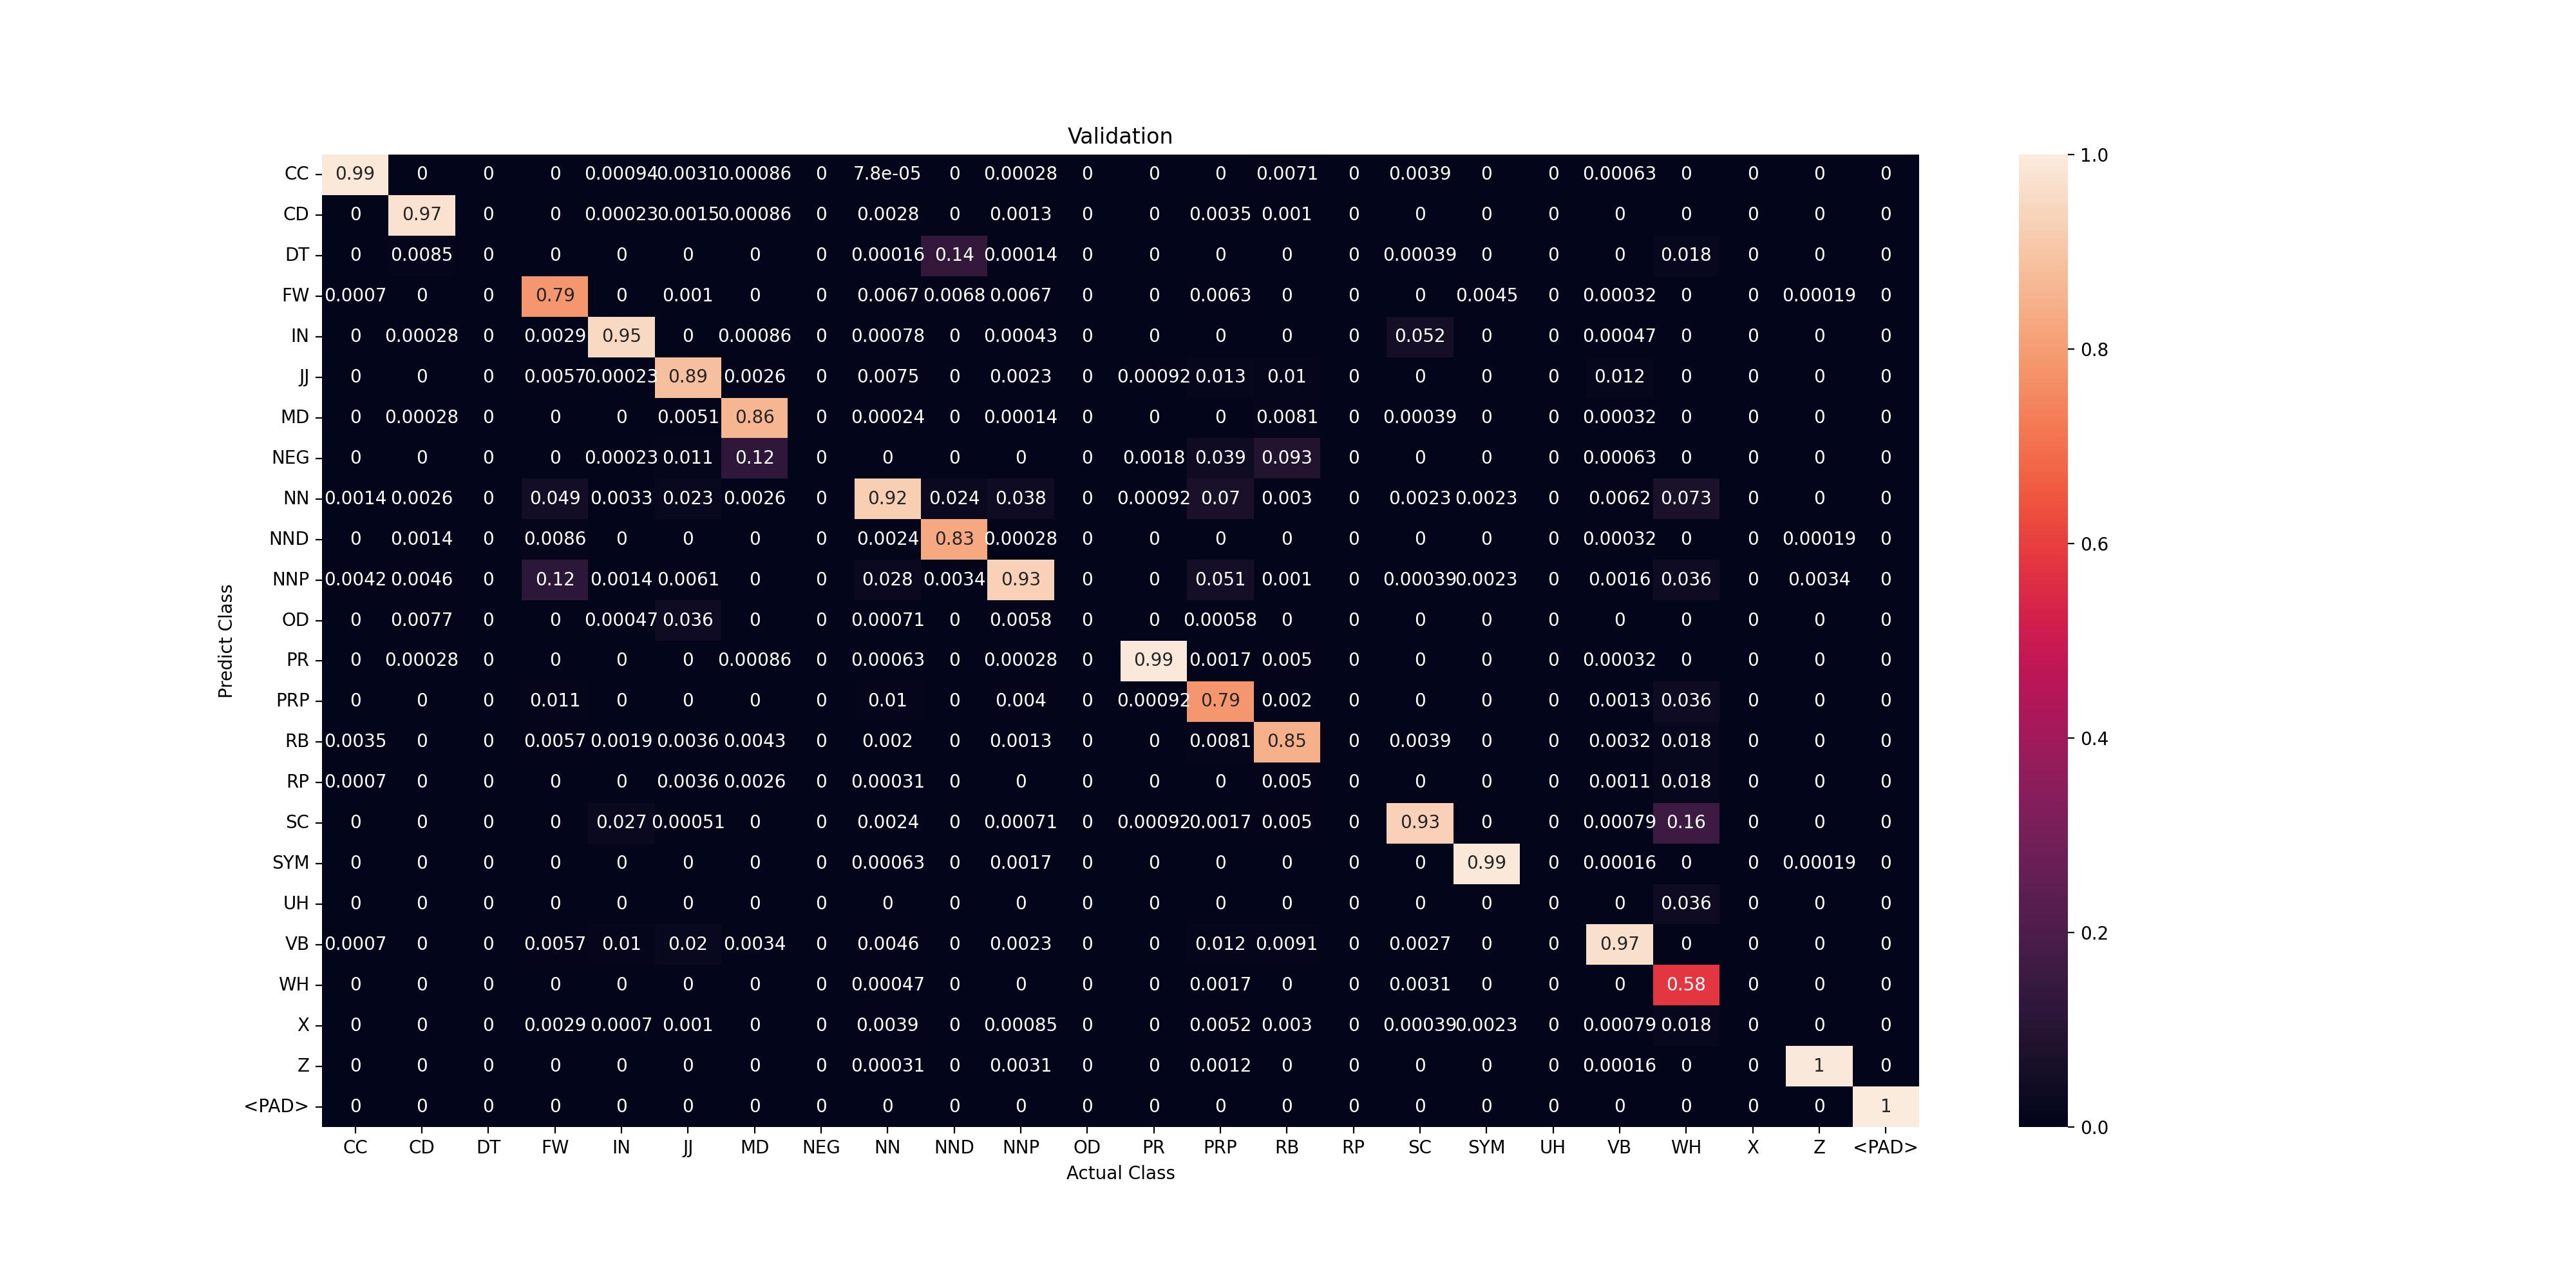 Validation
CC 0.99 0 0 0 0.00094 0.0031 0.00086 0 7.8e-05 0 0.00028 0 0 0 0.0071 0 0.0039 0 0 0.00063 0 0 0 0
CD 0 0.97 0 0 0.00023 0.0015 0.00086 0 0.0028 0 0.0013 0 0 0.0035 0.001 0 0 0 0 0 0 0 0 0
DT 0 0.0085 0 0 0 0 0 0 0.00016 0.14 0.00014 0 0 0 0 0 0.00039 0 0 0 0.018 0 0 0
FW 0.0007 0 0 0.79 0 0.001 0 0 0.0067 0.0068 0.0067 0 0 0.0063 0 0 0 0.0045 0 0.00032 0 0 0.00019 0
IN 0 0.00028 0 0.0029 0.95 0 0.00086 0 0.00078 0 0.00043 0 0 0 0 0 0.052 0 0 0.00047 0 0 0 0
JJ 0 0 0 0.0057 0.00023 0.89 0.0026 0 0.0075 0 0.0023 0 0.00092 0.013 0.01 0 0 0 0 0.012 0 0 0 0
MD 0 0.00028 0 0 0 0.0051 0.86 0 0.00024 0 0.00014 0 0 0 0.0081 0 0.00039 0 0 0.00032 0 0 0 0
NEG 0 0 0 0 0.00023 0.011 0.12 0 0 0 0 0 0.0018 0.039 0.093 0 0 0 0 0.00063 0 0 0 0
NN 0.0014 0.0026 0 0.049 0.0033 0.023 0.0026 0 0.92 0.024 0.038 0 0.00092 0.07 0.003 0 0.0023 0.0023 0 0.0062 0.073 0 0 0
NND 0 0.0014 0 0.0086 0 0 0 0 0.0024 0.83 0.00028 0 0 0 0 0 0 0 0 0.00032 0 0 0.00019 0
NNP 0.0042 0.0046 0 0.12 0.0014 0.0061 0 0 0.028 0.0034 0.93 0 0 0.051 0.001 0 0.00039 0.0023 0 0.0016 0.036 0 0.0034 0
OD 0 0.0077 0 0 0.00047 0.036 0 0 0.00071 0 0.0058 0 0 0.00058 0 0 0 0 0 0 0 0 0 0
PR 0 0.00028 0 0 0 0 0.00086 0 0.00063 0 0.00028 0 0.99 0.0017 0.005 0 0 0 0 0.00032 0 0 0 0
PRP 0 0 0 0.011 0 0 0 0 0.01 0 0.004 0 0.00092 0.79 0.002 0 0 0 0 0.0013 0.036 0 0 0
RB 0.0035 0 0 0.0057 0.0019 0.0036 0.0043 0 0.002 0 0.0013 0 0 0.0081 0.85 0 0.0039 0 0 0.0032 0.018 0 0 0
RP 0.0007 0 0 0 0 0.0036 0.0026 0 0.00031 0 0 0 0 0 0.005 0 0 0 0 0.0011 0.018 0 0 0
SC 0 0 0 0 0.027 0.00051 0 0 0.0024 0 0.00071 0 0.00092 0.0017 0.005 0 0.93 0 0 0.00079 0.16 0 0 0
SYM 0 0 0 0 0 0 0 0 0.00063 0 0.0017 0 0 0 0 0 0 0.99 0 0.00016 0 0 0.00019 0
UH 0 0 0 0 0 0 0 0 0 0 0 0 0 0 0 0 0 0 0 0 0.036 0 0 0
VB 0.0007 0 0 0.0057 0.01 0.02 0.0034 0 0.0046 0 0.0023 0 0 0.012 0.0091 0 0.0027 0 0 0.97 0 0 0 0
WH 0 0 0 0 0 0 0 0 0.00047 0 0 0 0 0.0017 0 0 0.0031 0 0 0 0.58 0 0 0
X 0 0 0 0.0029 0.0007 0.001 0 0 0.0039 0 0.00085 0 0 0.0052 0.003 0 0.00039 0.0023 0 0.00079 0.018 0 0 0
Z 0 0 0 0 0 0 0 0 0.00031 0 0.0031 0 0 0.0012 0 0 0 0 0 0.00016 0 0 1 0
<PAD> 0 0 0 0 0 0 0 0 0 0 0 0 0 0 0 0 0 0 0 0 0 0 0 1
CC CD DT FW IN JJ MD NEG NN NND NNP OD PR PRP RB RP SC SYM UH VB WH X Z <PAD>
Actual Class
Predict Class
1.0
0.8
0.6
0.4
0.2
0.0